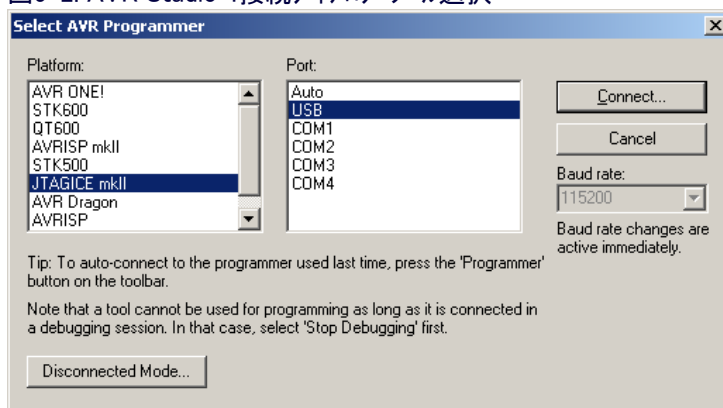 Select AVR Programmer
Platform:
Port:
AVR ONE!
STK600
QT600
AVRISP mkII
STK500
JTAGICE mkII
AVR Dragon
AVRISP
Auto
USB
COM1
COM2
COM3
COM4
Connect...
Cancel
Baud rate:
115200
Baud rate changes are
active immediately.
Tip: To auto-connect to the programmer used last time, press the 'Programmer'
button on the toolbar.
Note that a tool cannot be used for programming as long as it is connected in
a debugging session. In that case, select 'Stop Debugging' first.
Disconnected Mode...